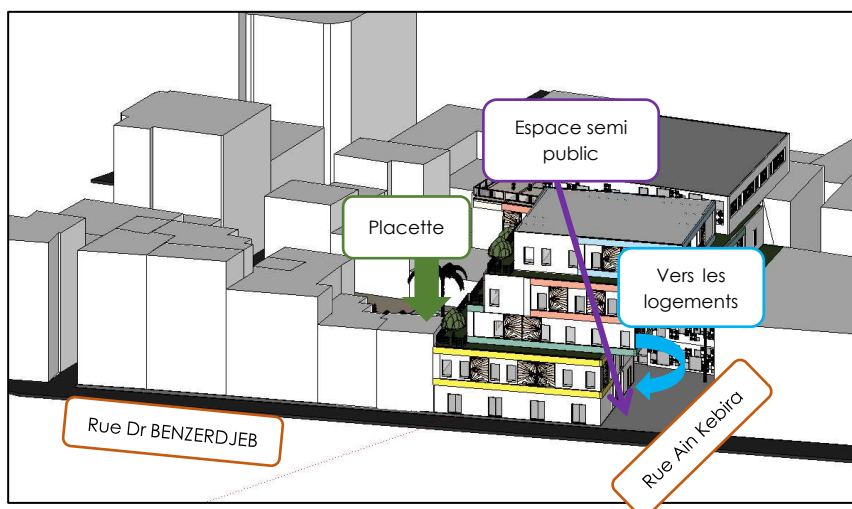 Espace semi
public
Placette
Vers les
logements
Rue Dr BENZERDJEB
Rue Ain Kebira